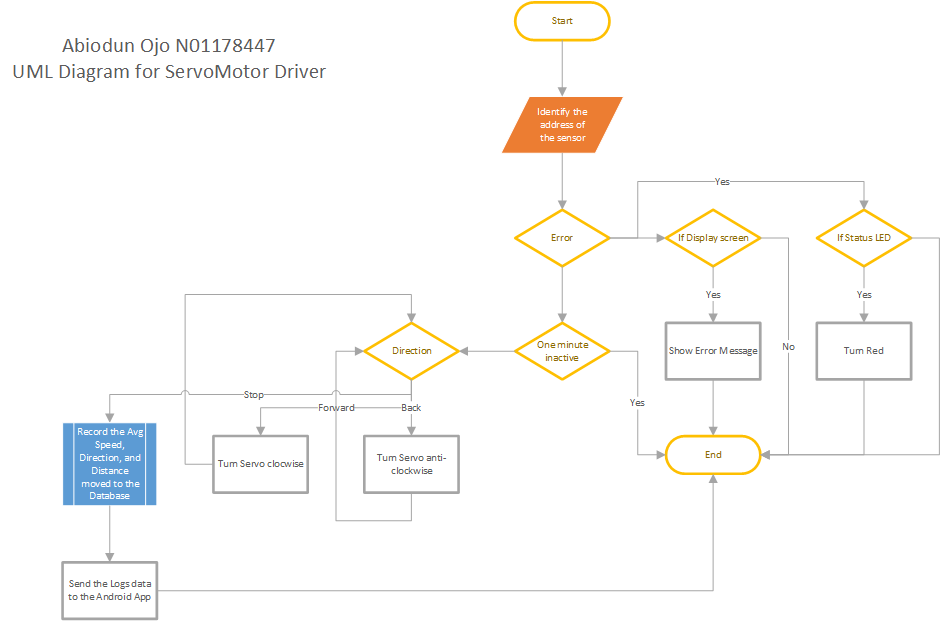 Start
Abiodun Ojo N01178447
UML Diagram for ServoMotor Driver
Identify the
address of
the sensor
Yes
Error
If Display screen
If Status LED
Yes
Yes
Direction
One minute
inactive
Show Error Message
No
Turn Red
Stop
Forward
Back
Yes
Record the Avg
Speed,
Direction, and
Distance
moved to the
Database
Turn Servo clocwise
Turn Servo anti-
clockwise
End
Send the Logs data
to the Android App